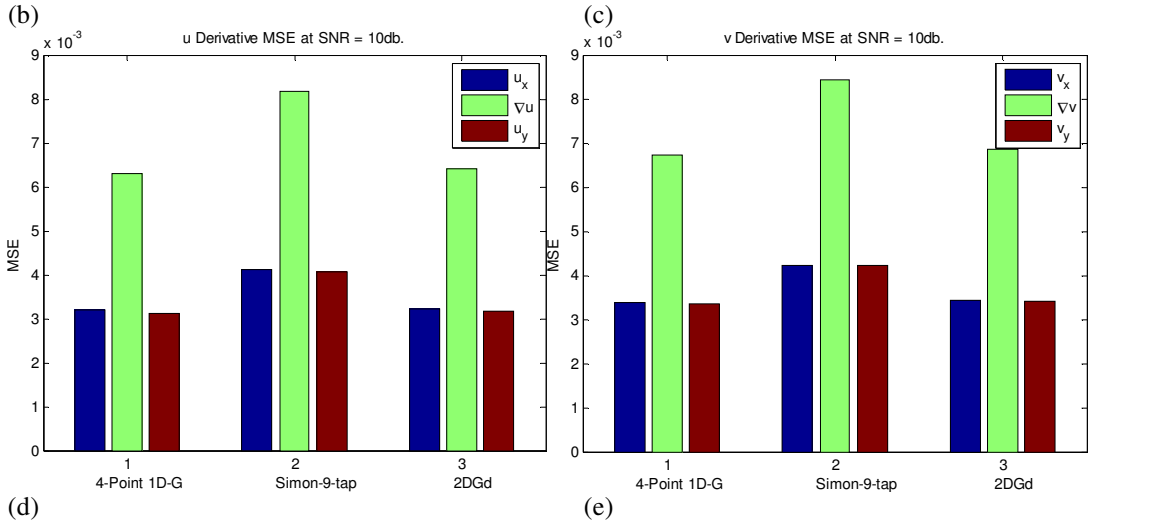 (b)
(c)
x 10^-3
u Derivative MSE at SNR = 10db.
9
8
7
6
5
4
3
2
1
0
MSE
u_x
∇u
u_y
1
2
3
4-Point 1D-G
Simon-9-tap
2DGd
x 10^-3
v Derivative MSE at SNR = 10db.
9
8
7
6
5
4
3
2
1
0
MSE
v_x
∇v
v_y
1
2
3
4-Point 1D-G
Simon-9-tap
2DGd
(d)
(e)